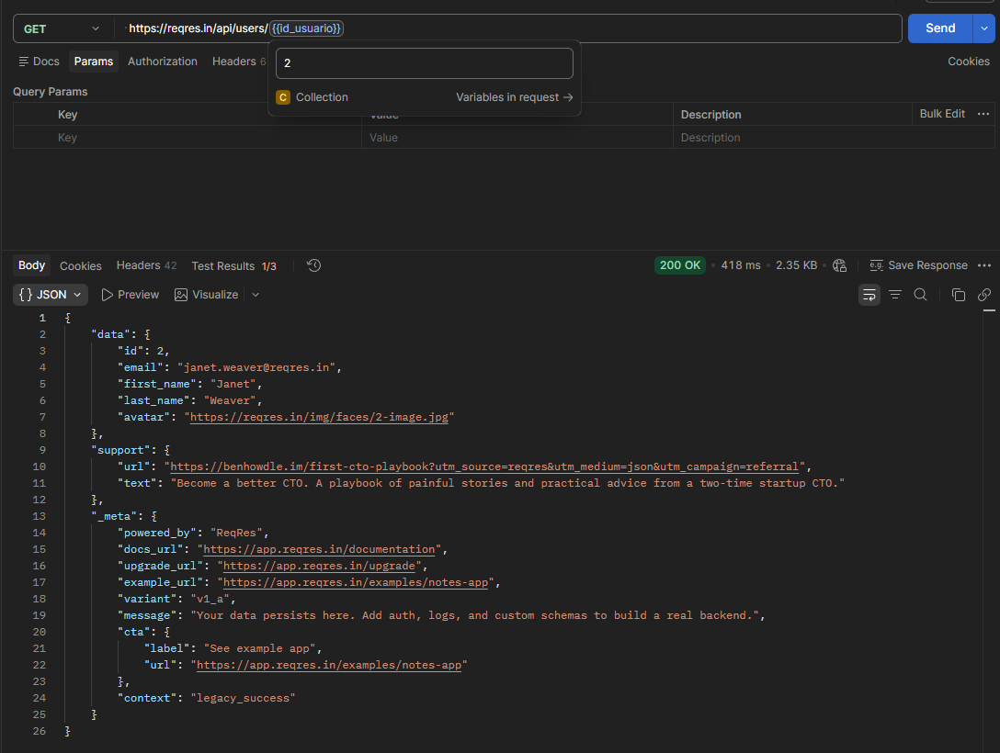 GET https://reqres.in/api/users/{{id_usuario}} Send
Docs Params Authorization Headers 6 Cookies
2
C Collection Variables in request →
Query Params
Key Value Description Bulk Edit ...
Key Value Description
Body Cookies Headers 42 Test Results 1/3 200 OK • 418 ms • 2.35 KB • e.g. Save Response ...
{} JSON Preview Visualize
1 {
2 "data": {
3 "id": 2,
4 "email": "janet.weaver@reqres.in",
5 "first_name": "Janet",
6 "last_name": "Weaver",
7 "avatar": "https://reqres.in/img/faces/2-image.jpg"
8 },
9 "support": {
10 "url": "https://benhowdle.im/first-cto-playbook?utm_source=reqres&utm_medium=json&utm_campaign=referral",
11 "text": "Become a better CTO. A playbook of painful stories and practical advice from a two-time startup CTO."
12 },
13 "_meta": {
14 "powered_by": "ReqRes",
15 "docs_url": "https://app.reqres.in/documentation",
16 "upgrade_url": "https://app.reqres.in/upgrade",
17 "example_url": "https://app.reqres.in/examples/notes-app",
18 "variant": "v1_a",
19 "message": "Your data persists here. Add auth, logs, and custom schemas to build a real backend.",
20 "cta": {
21 "label": "See example app",
22 "url": "https://app.reqres.in/examples/notes-app"
23 },
24 "context": "legacy_success"
25 }
26 }